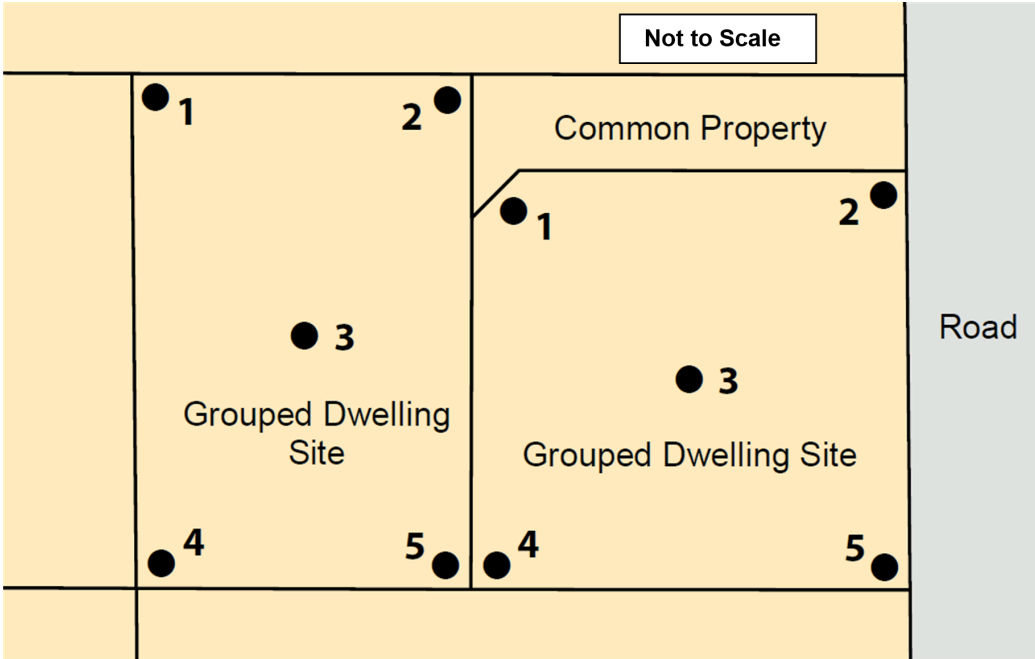 Not to Scale
1
2
Common Property
1
2
Road
3
3
Grouped Dwelling
Site
Grouped Dwelling Site
4
5
4
5